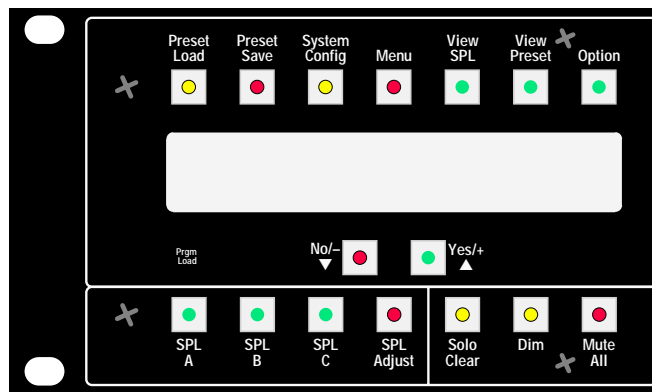 Preset Load
Preset Save
System Config
Menu
View SPL
View Preset
Option
Prgm Load
No/–
Yes/+
SPL A
SPL B
SPL C
SPL Adjust
Solo Clear
Dim
Mute All